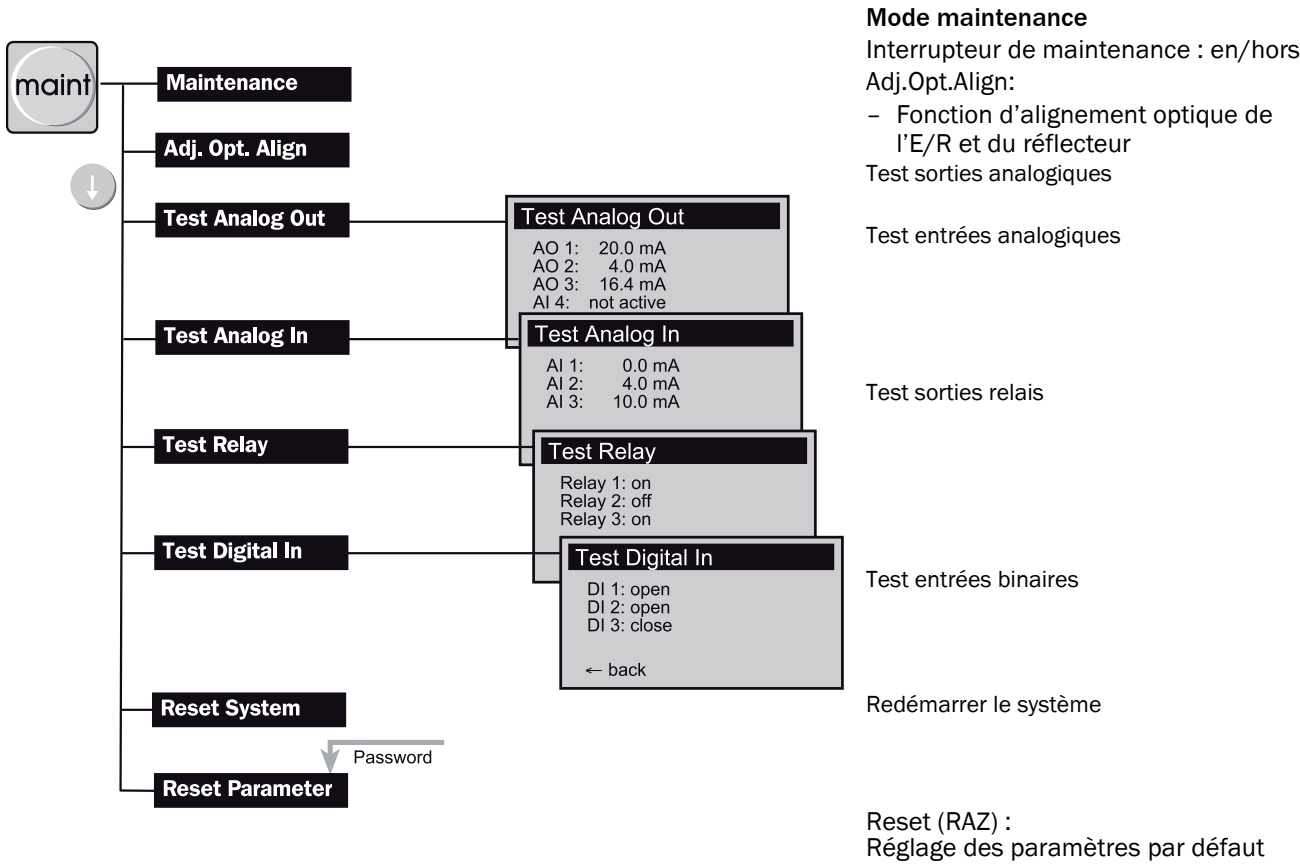 maint
Maintenance
Adj. Opt. Align
Test Analog Out
Test Analog In
Test Relay
Test Digital In
Reset System
Password
Reset Parameter
Test Analog Out
AO 1: 20.0 mA
AO 2: 4.0 mA
AO 3: 16.4 mA
AI 4: not active
Test Analog In
AI 1: 0.0 mA
AI 2: 4.0 mA
AI 3: 10.0 mA
Test Relay
Relay 1: on
Relay 2: off
Relay 3: on
Test Digital In
DI 1: open
DI 2: open
DI 3: close
← back
Mode maintenance
Interrupteur de maintenance : en/hors
Adj.Opt.Align:
– Fonction d’alignement optique de
l’E/R et du réflecteur
Test sorties analogiques
Test entrées analogiques
Test sorties relais
Test entrées binaires
Redémarrer le système
Reset (RAZ) :
Réglage des paramètres par défaut